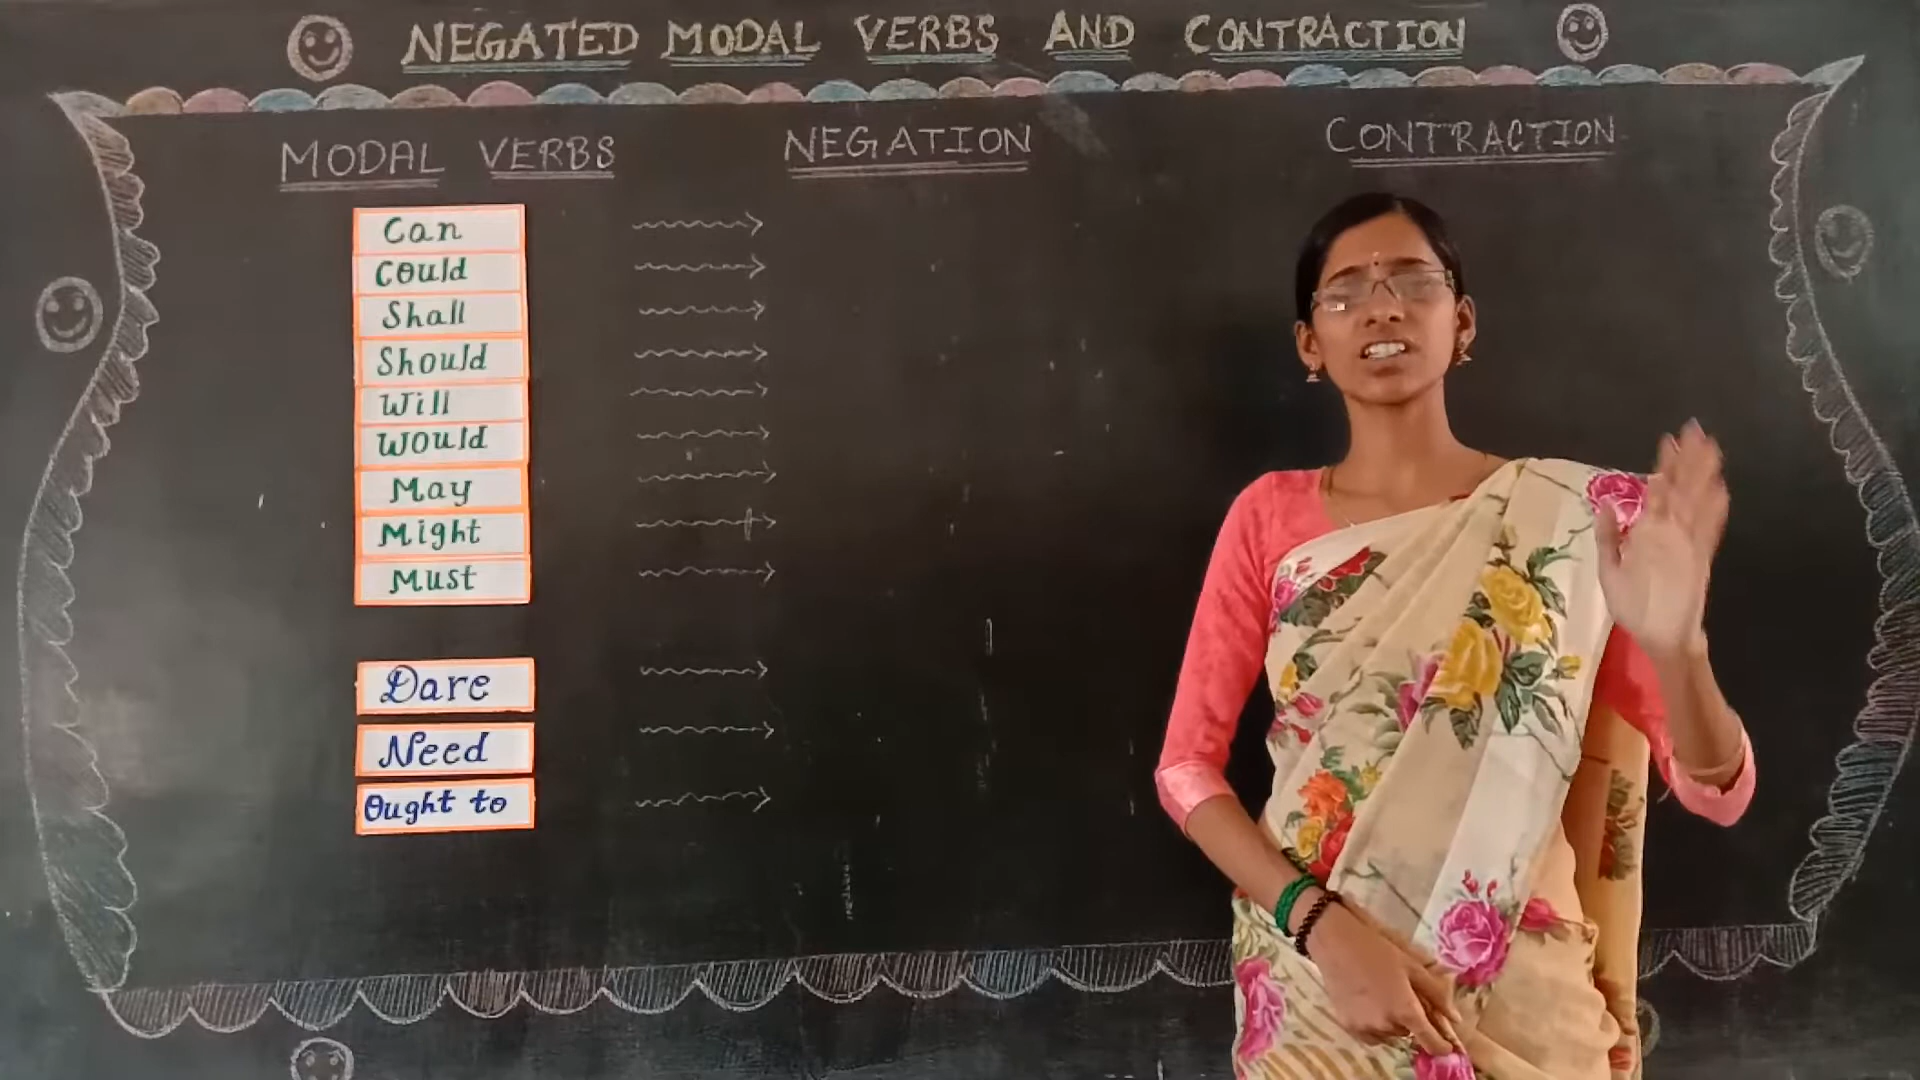 NEGATED MODAL VERBS AND CONTRACTION
MODAL VERBS NEGATION CONTRACTION
Can
Could
Shall
Should
Will
Would
May
Might
Must
Dare
Need
Ought to